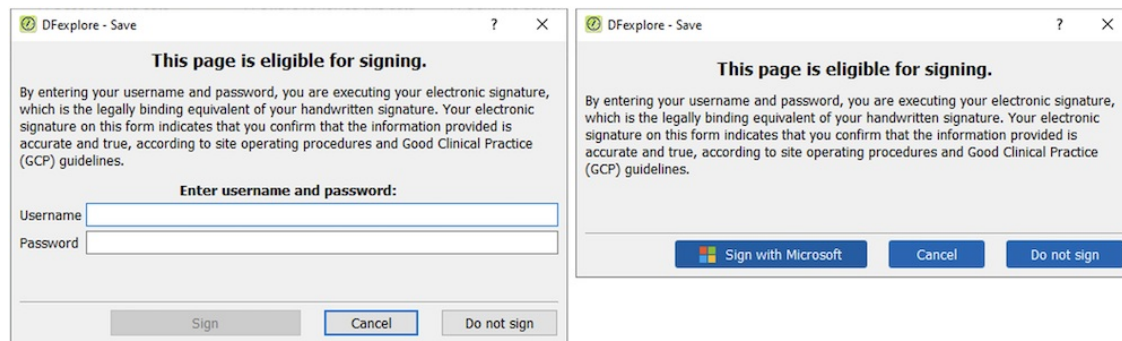 DFexplore - Save
This page is eligible for signing.
By entering your username and password, you are executing your electronic signature,
which is the legally binding equivalent of your handwritten signature. Your electronic
signature on this form indicates that you confirm that the information provided is
accurate and true, according to site operating procedures and Good Clinical Practice
(GCP) guidelines.
Enter username and password:
Username
Password
Sign
Cancel
Do not sign
DFexplore - Save
This page is eligible for signing.
By entering your username and password, you are executing your electronic signature,
which is the legally binding equivalent of your handwritten signature. Your electronic
signature on this form indicates that you confirm that the information provided is
accurate and true, according to site operating procedures and Good Clinical Practice
(GCP) guidelines.
Sign with Microsoft
Cancel
Do not sign